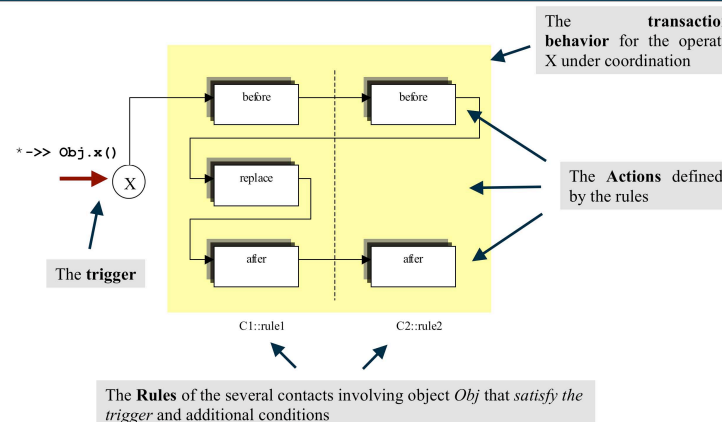 The transaction
behavior for the operat
X under coordination
before
before
*->> Obj.x()
X
replace
The Actions defined
by the rules
The trigger
after
after
C1::rule1
C2::rule2
The Rules of the several contacts involving object Obj that satisfy the
trigger and additional conditions